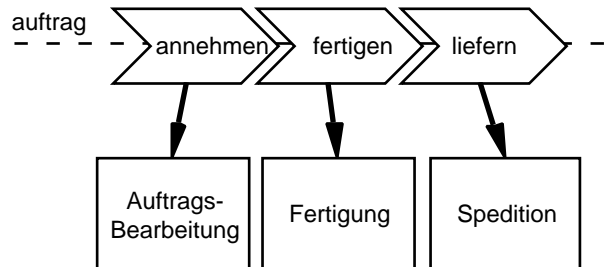 auftrag
annehmen
fertigen
liefern
Auftrags-
Bearbeitung
Fertigung
Spedition